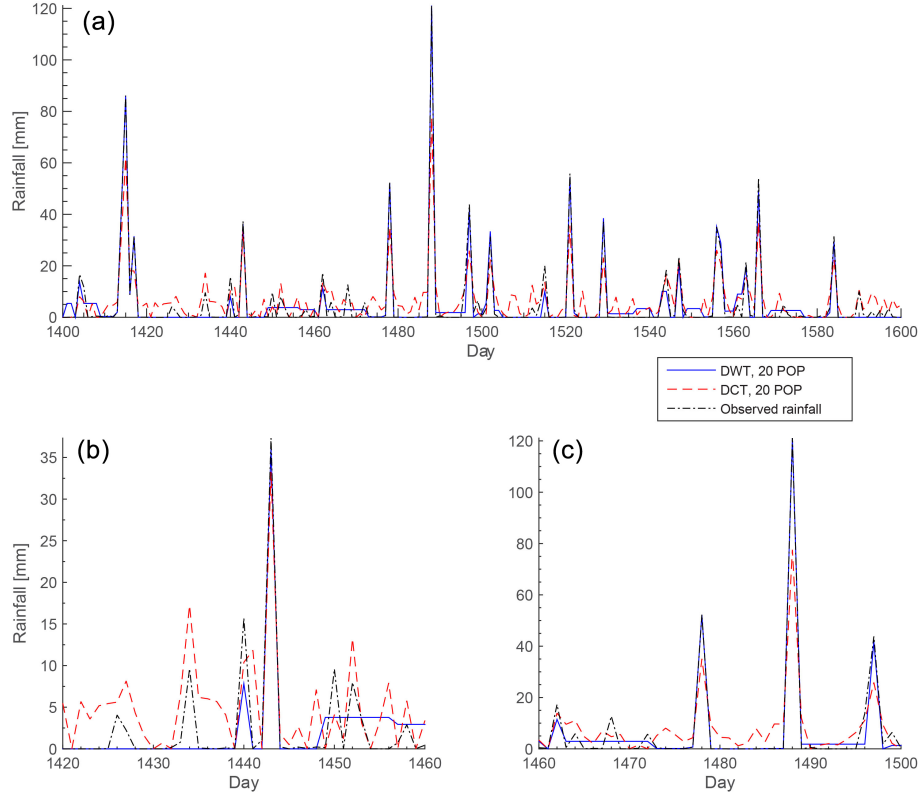 (a)
Rainfall [mm]
120
100
80
60
40
20
0
1400 1420 1440 1460 1480 1500 1520 1540 1560 1580 1600
Day
DWT, 20 POP
DCT, 20 POP
Observed rainfall
(b)
Rainfall [mm]
35
30
25
20
15
10
5
0
1420 1430 1440 1450 1460
Day
(c)
120
100
80
60
40
20
0
1460 1470 1480 1490 1500
Day